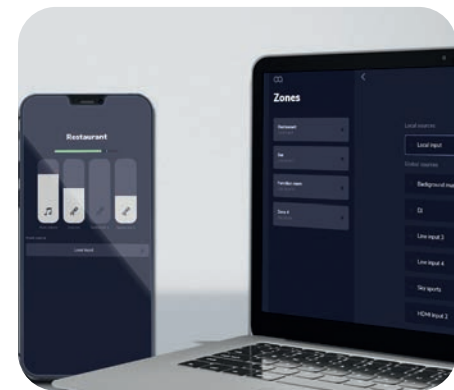 Restaurant
Local input
Zones
Restaurant
Bar
Function room
Zone 4
Local sources
Local input
Global sources
Background mu
DJ
Line input 3
Line input 4
Sky sports
HDMI input 2